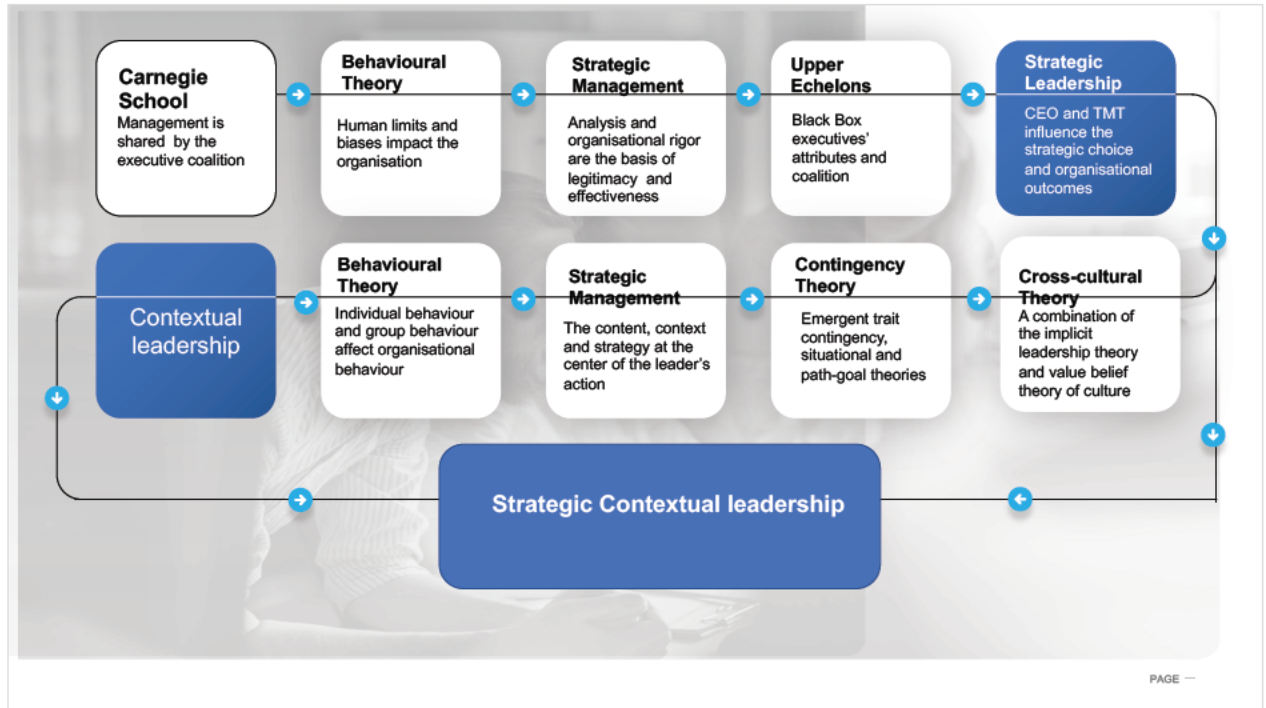 Carnegie
School
Management is
shared by the
executive coalition
Behavioural
Theory
Human limits and
biases impact the
organisation
Strategic
Management
Analysis and
organisational rigor
are the basis of
legitimacy and
effectiveness
Upper
Echelons
Black Box
executives'
attributes and
coalition
Strategic
Leadership
CEO and TMT
influence the
strategic choice
and organisational
outcomes
Contextual
leadership
Behavioural
Theory
Individual behaviour
and group behaviour
affect organisational
behaviour
Strategic
Management
The content, context
and strategy at the
center of the leader's
action
Contingency
Theory
Emergent trait
contingency,
situational and
path-goal theories
Cross-cultural
Theory
A combination of
the implicit
leadership theory
and value belief
theory of culture
Strategic Contextual leadership
PAGE —